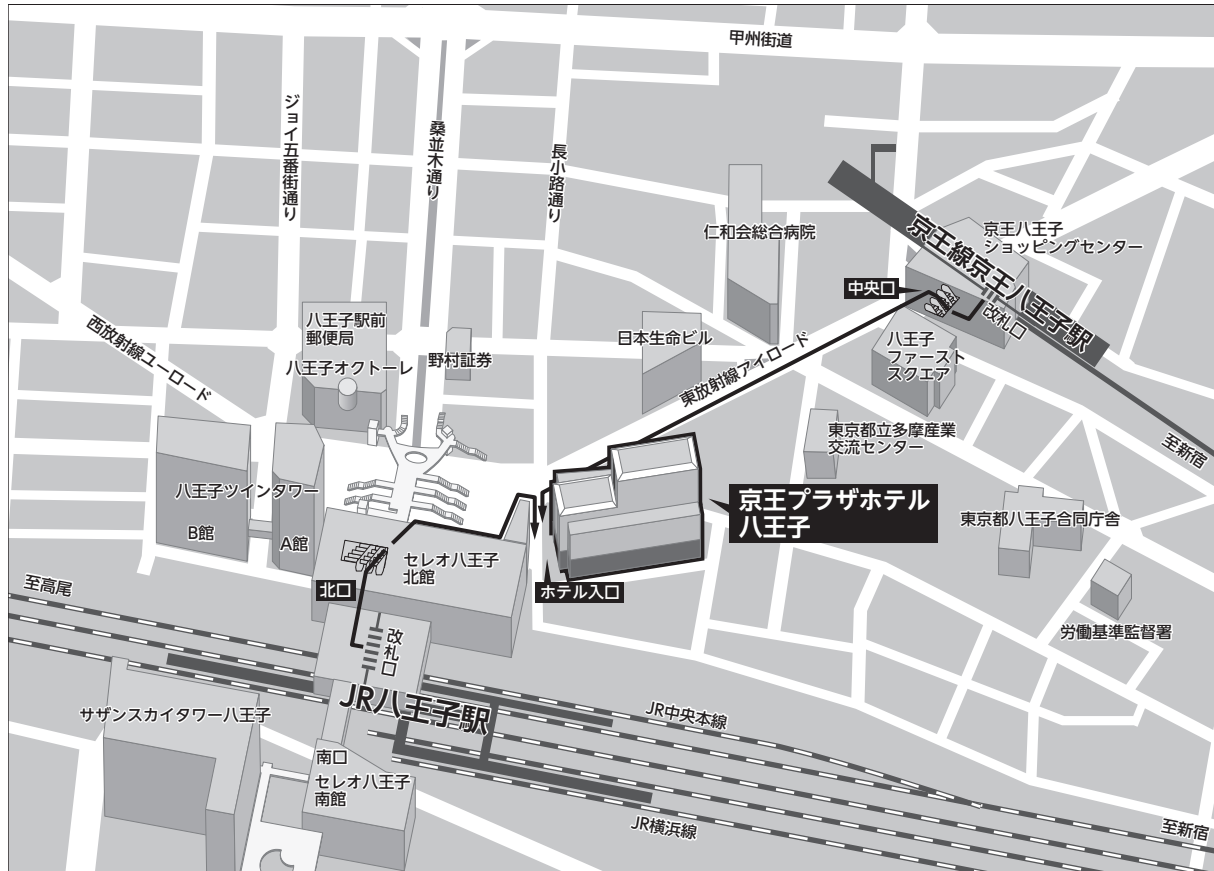 甲州街道
ジョイ五番街通り
桑並木通り
長小路通り
仁和会総合病院
京王八王子
ショッピングセンター
京王線京王八王子駅
中央口
改札口
八王子駅前
郵便局
八王子オクトーレ
野村証券
日本生命ビル
八王子
ファースト
スクエア
西放射線ユーロード
東放射線アイロード
東京都立多摩産業
交流センター
至新宿
八王子ツインタワー
B館
A館
京王プラザホテル
八王子
東京都八王子合同庁舎
セレオ八王子
北館
至高尾
北口
ホテル入口
労働基準監督署
改札口
JR八王子駅
サザンスカイタワー八王子
JR中央本線
南口
セレオ八王子
南館
JR横浜線
至新宿